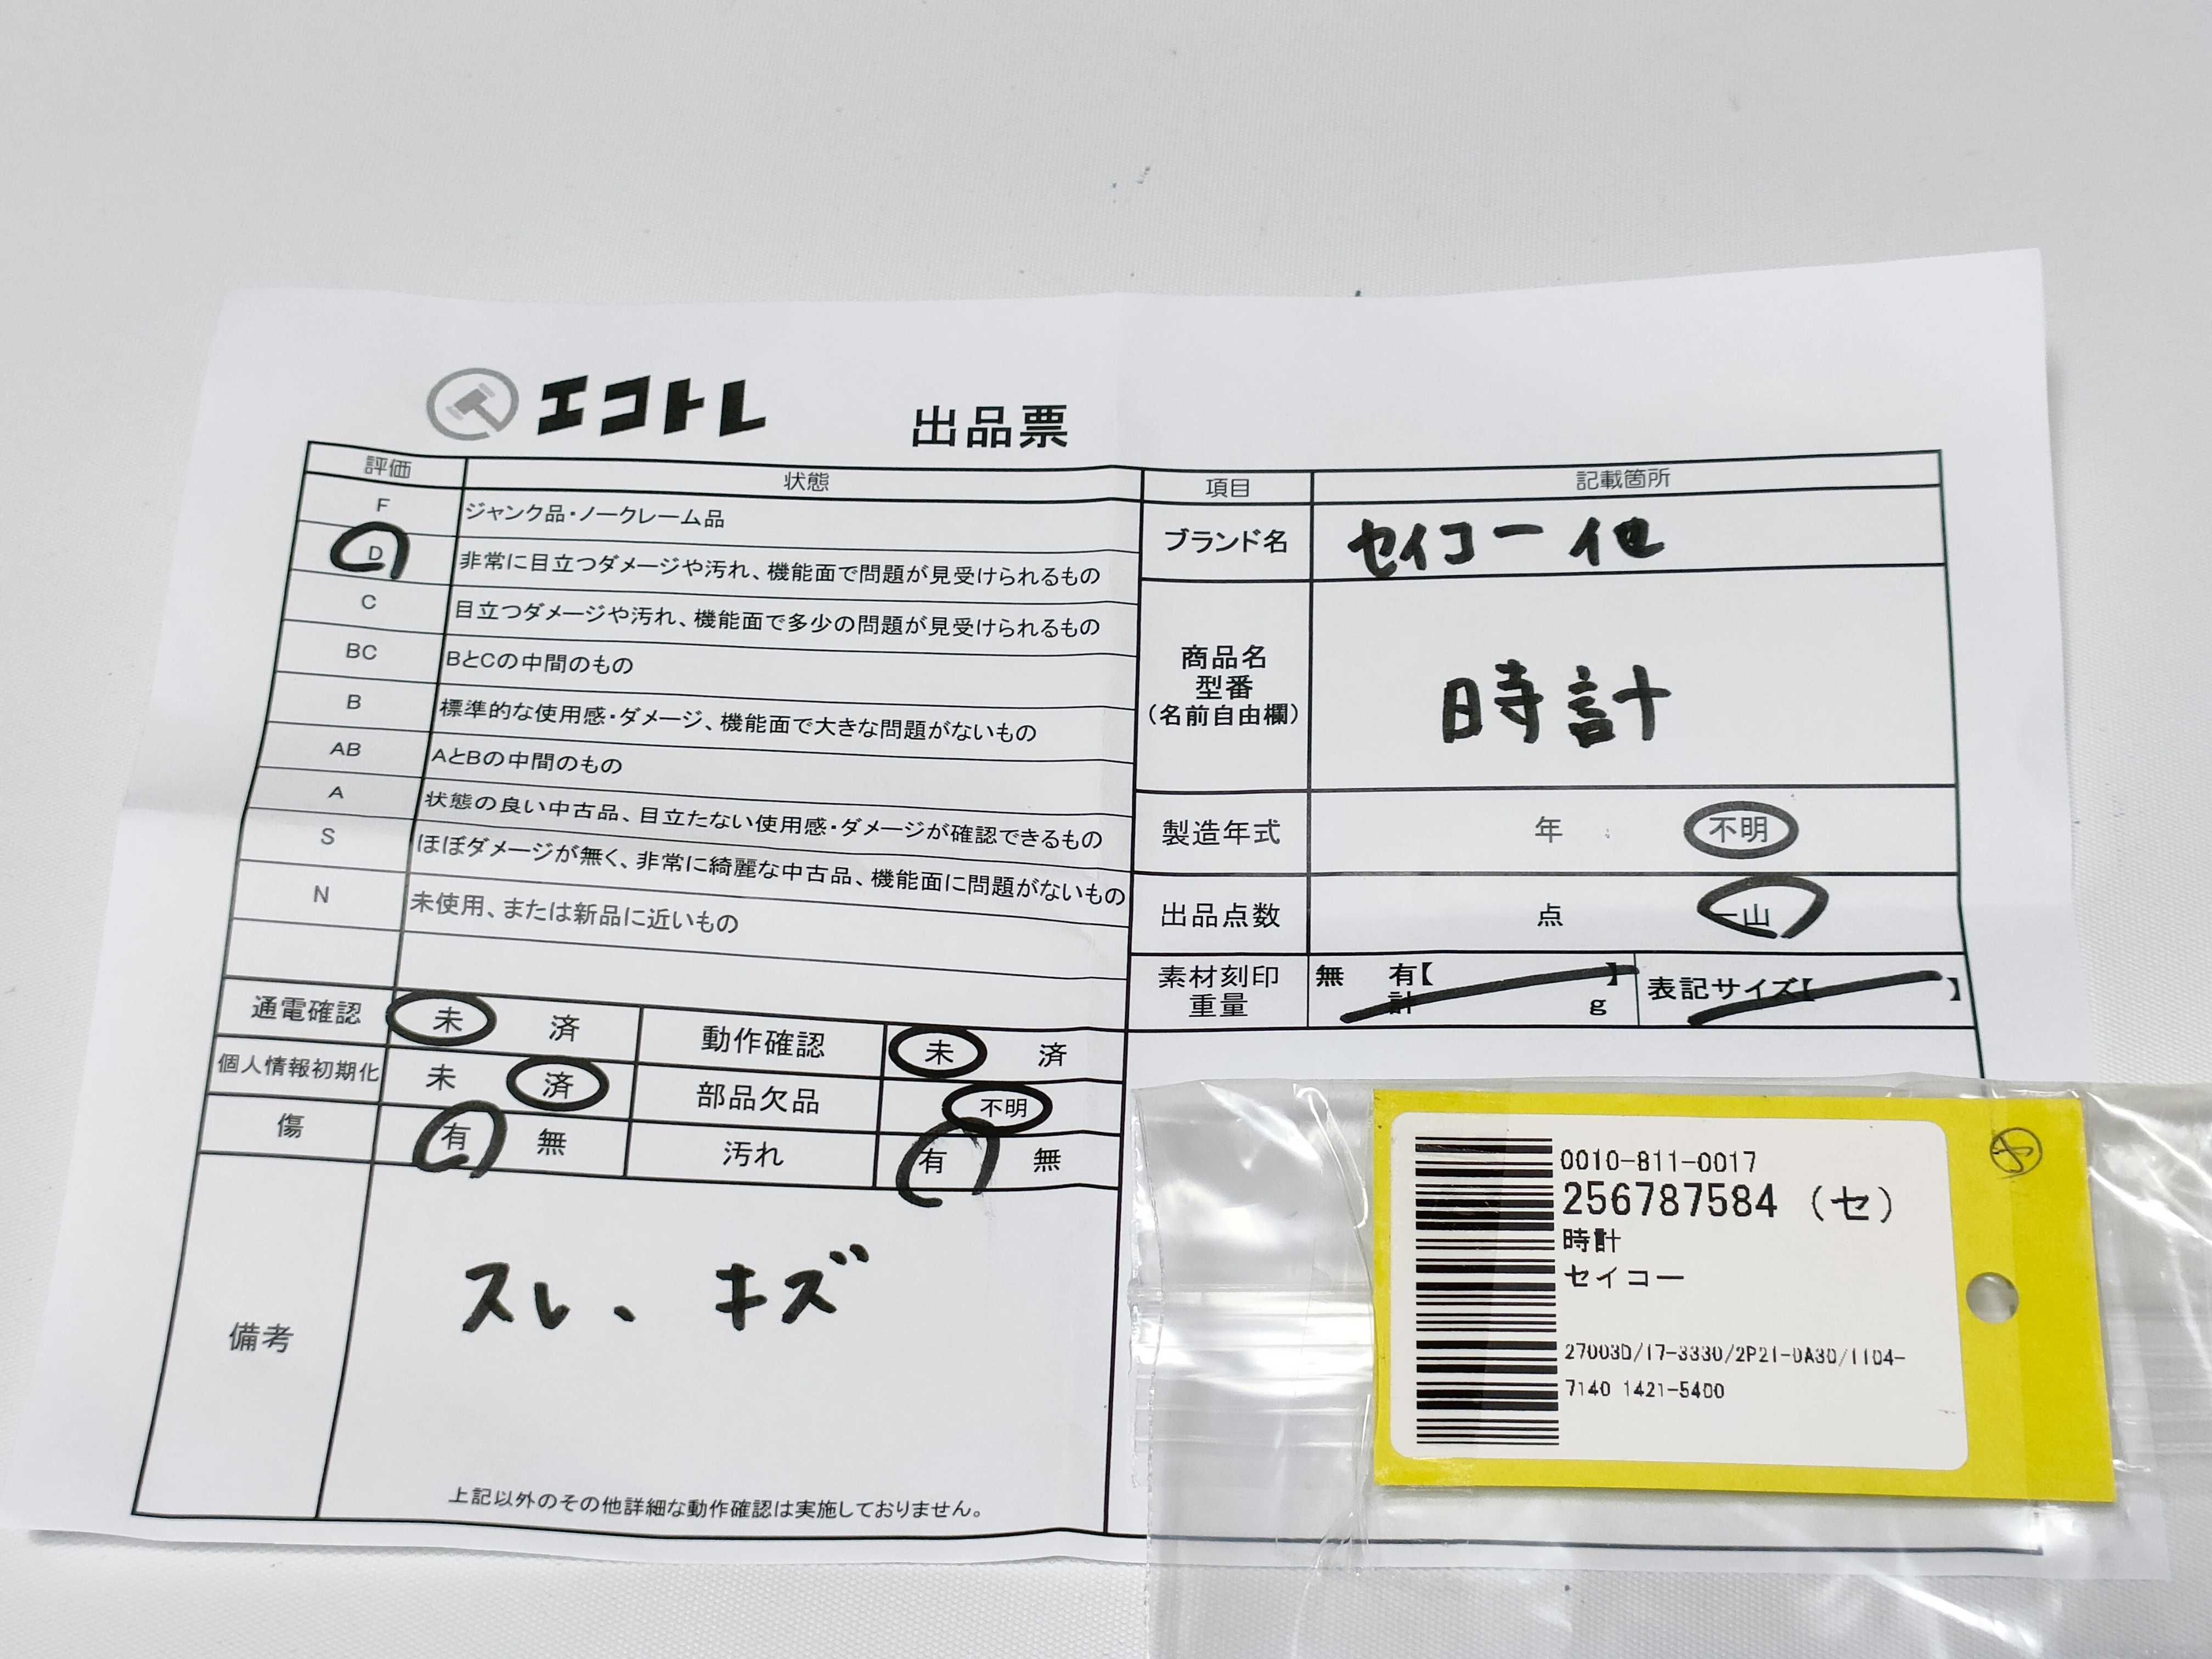 エコトレ 出品票
評価 状態
F ジャンク品・ノークレーム品
D 非常に目立つダメージや汚れ、機能面で問題が見受けられるもの
C 目立つダメージや汚れ、機能面で多少の問題が見受けられるもの
BC BとCの中間のもの
B 標準的な使用感・ダメージ、機能面で大きな問題がないもの
AB AとBの中間のもの
A 状態の良い中古品、目立たない使用感・ダメージが確認できるもの
S ほぼダメージが無く、非常に綺麗な中古品、機能面に問題がないもの
N 未使用、または新品に近いもの
通電確認 未 済 動作確認 未 済
個人情報初期化 未 済 部品欠品 不明
傷 有 無 汚れ 有 無
備考 スレ、キズ
上記以外のその他詳細な動作確認は実施しておりません。
項目 記載箇所
ブランド名 セイコー 他
商品名
型番
(名前自由欄)
時計
製造年式 年 不明
出品点数 点 一山
素材刻印 無 有【 】 表記サイズ【 】
重量 計 g
0010-811-0017
256787584 (セ)
時計
セイコー
27003D/17-3330/2P21-0A30/1104-
7140 1421-5400